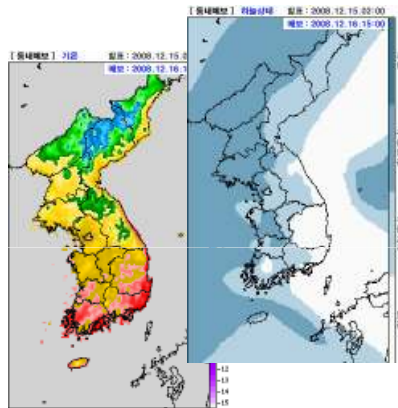 [ 동네예보 ] 기온 발표 : 2008.12.15.0
예보 : 2008.12.16.1
[ 동네예보 ] 하늘상태 발표 : 2008.12.15.02:00
예보 : 2008.12.16.15:00
-12
-13
-14
-15